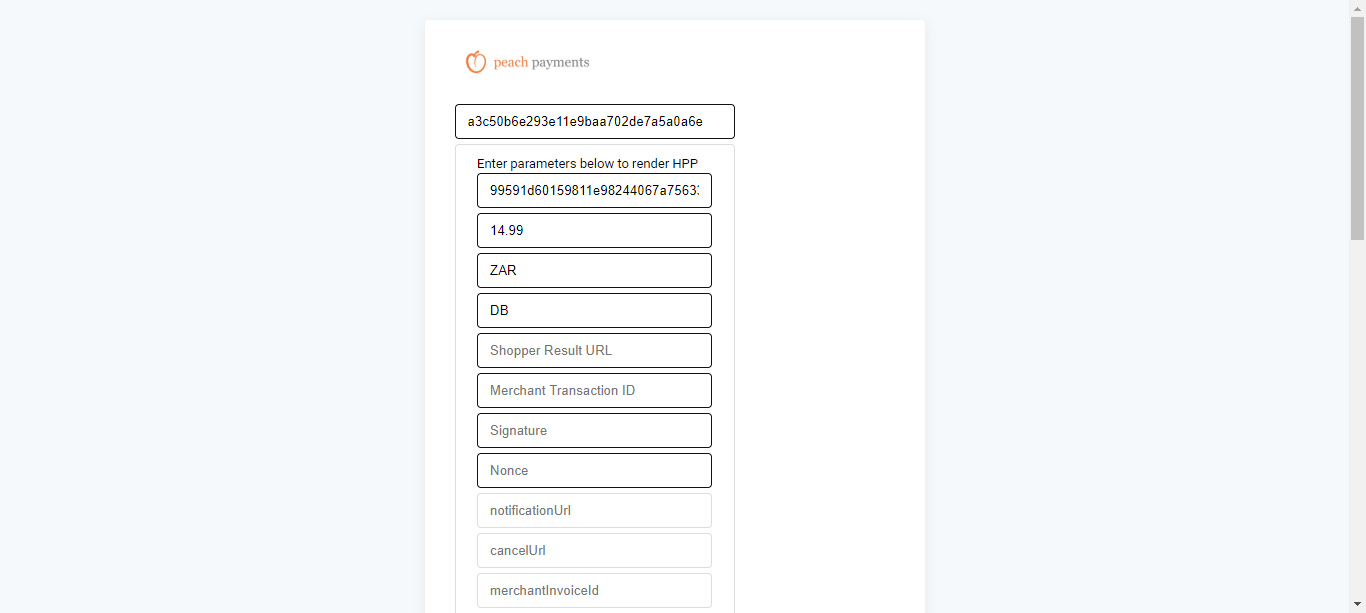 peach payments
a3c50b6e293e11e9baa702de7a5a0a6e
Enter parameters below to render HPP
99591d60159811e98244067a7563
14.99
ZAR
DB
Shopper Result URL
Merchant Transaction ID
Signature
Nonce
notificationUrl
cancelUrl
merchantInvoiceId